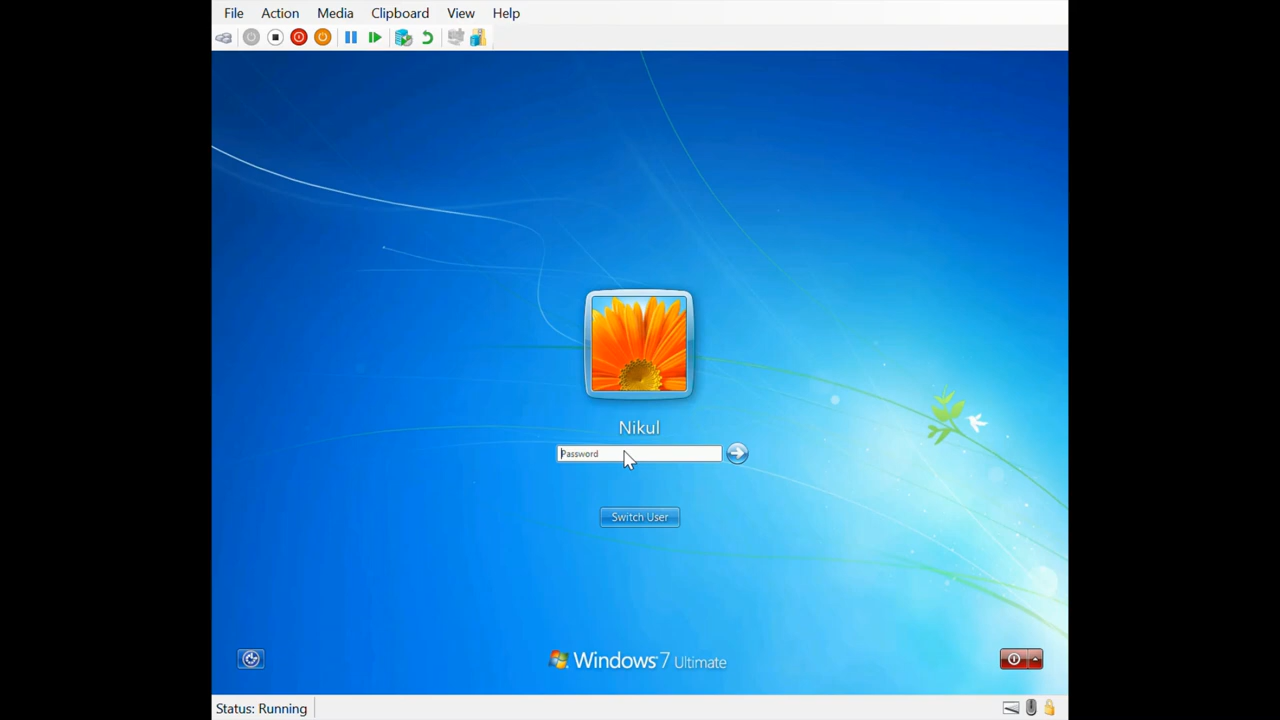 File Action Media Clipboard View Help
Nikul
Password
Switch User
Windows 7 Ultimate
Status: Running